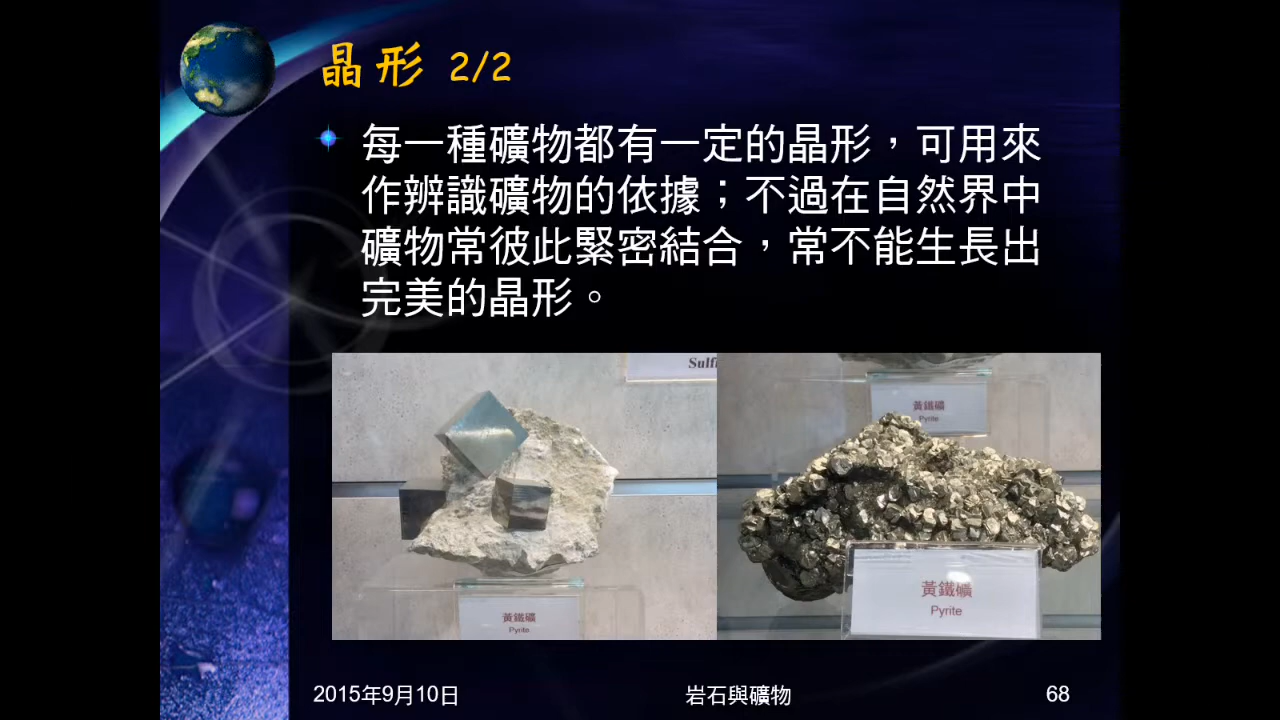 晶形 2/2
每一種礦物都有一定的晶形，可用來
作辨識礦物的依據；不過在自然界中
礦物常彼此緊密結合，常不能生長出
完美的晶形。
黃鐵礦
Pyrite
黃鐵礦
Pyrite
黃鐵礦
Pyrite
2015年9月10日
岩石與礦物
68